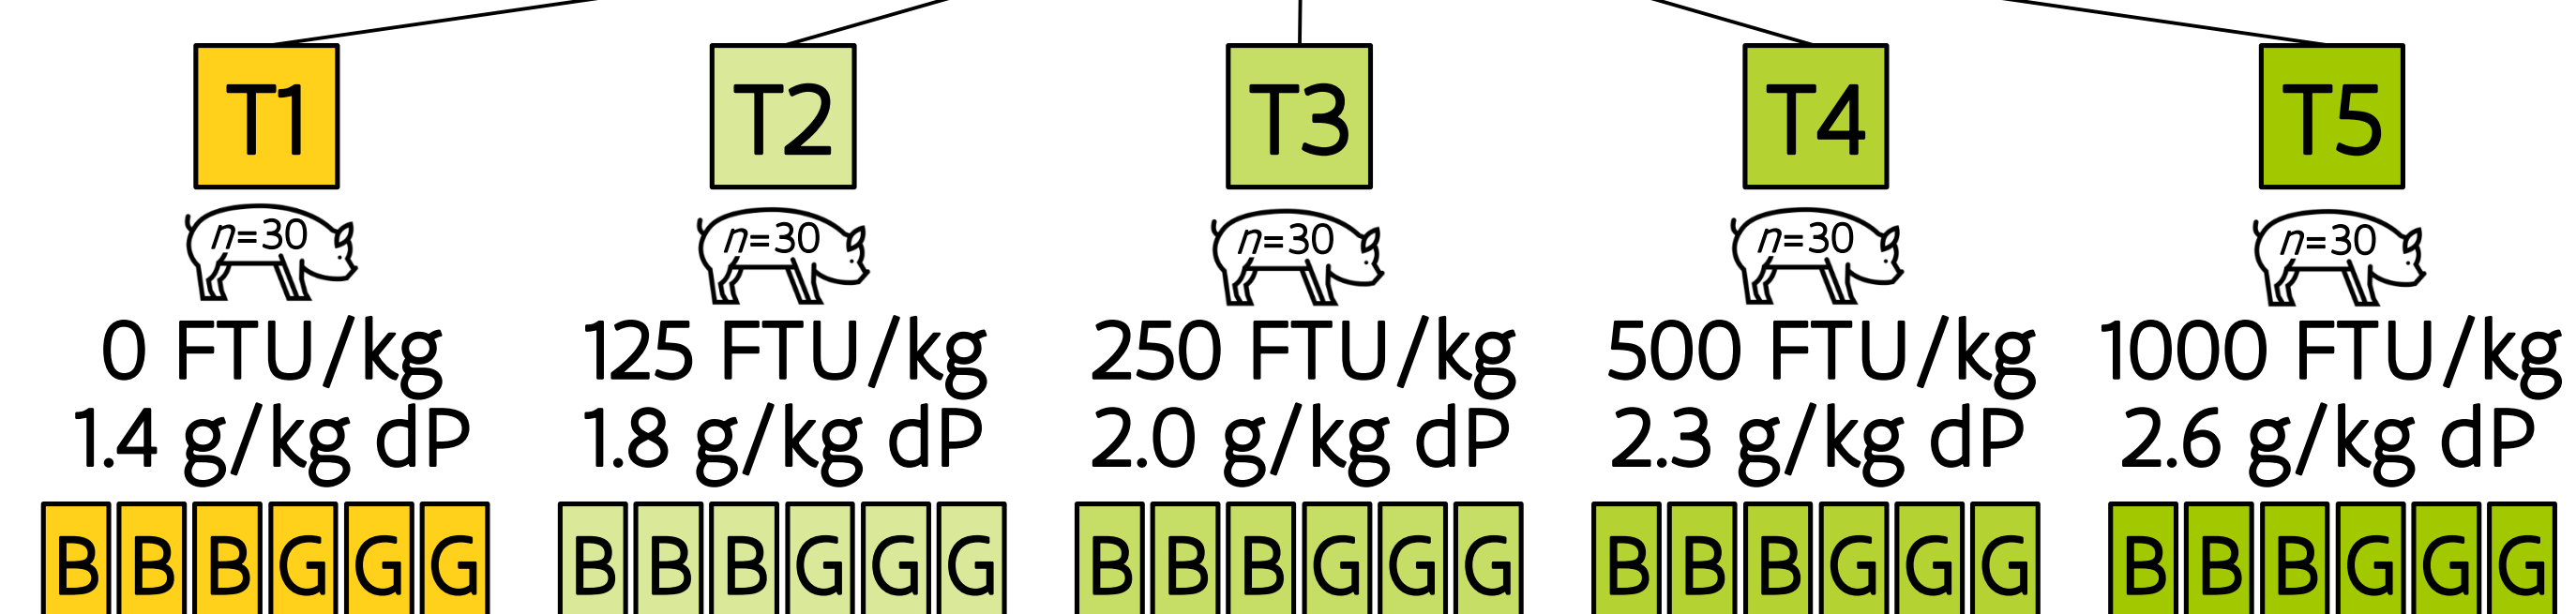 T1 T2 T3 T4 T5
n=30 n=30 n=30 n=30 n=30
0 FTU/kg 125 FTU/kg 250 FTU/kg 500 FTU/kg 1000 FTU/kg
1.4 g/kg dP 1.8 g/kg dP 2.0 g/kg dP 2.3 g/kg dP 2.6 g/kg dP
B B B G G G B B B G G G B B B G G G B B B G G G B B B G G G